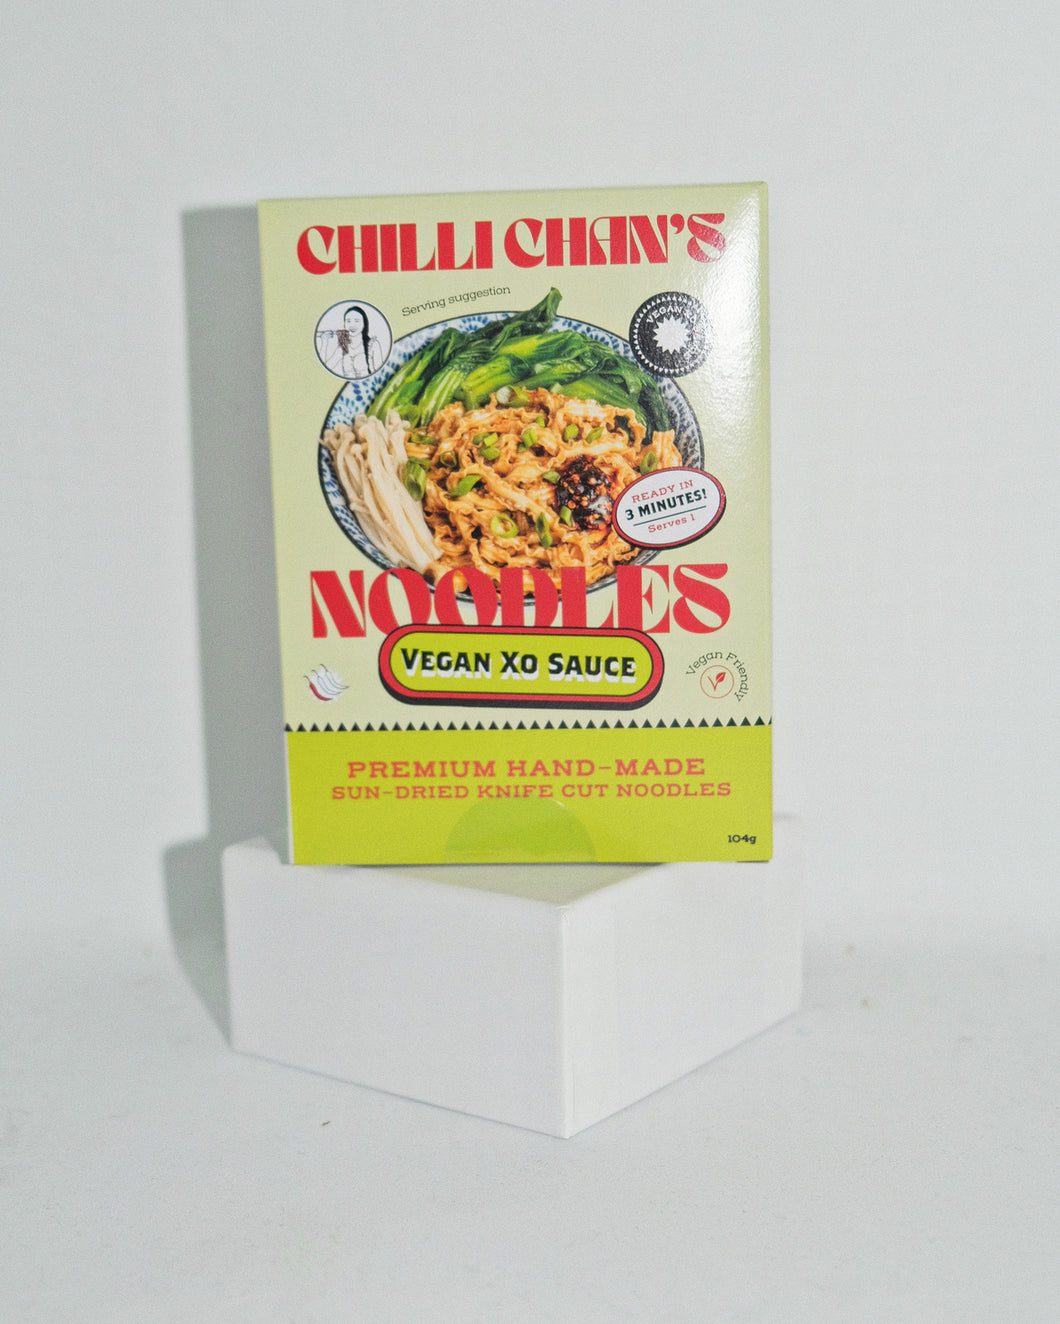 CHILLI CHAN'S
Serving suggestion
VEGAN
READY IN
3 MINUTES!
Serves 1
NOODLES
VEGAN XO SAUCE
Vegan Friendly
PREMIUM HAND-MADE
SUN-DRIED KNIFE CUT NOODLES
104g